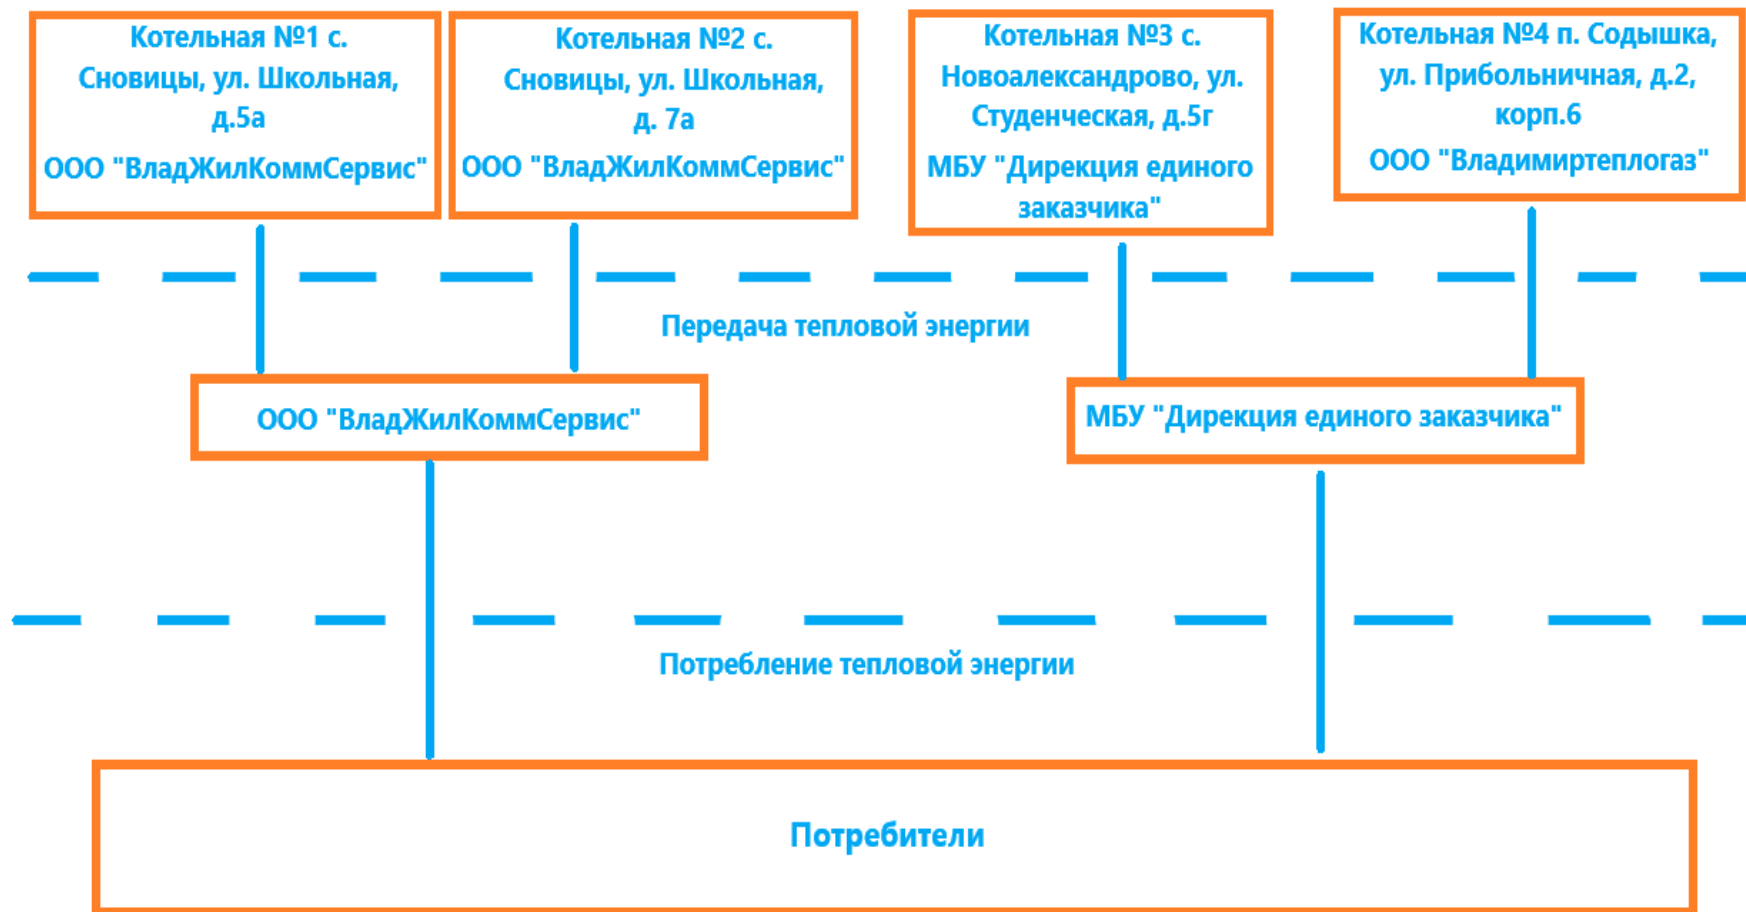 Котельная №1 с.
Сновицы, ул. Школьная,
д.5а
ООО "ВладЖилКоммСервис"
Котельная №2 с.
Сновицы, ул. Школьная,
д. 7а
ООО "ВладЖилКоммСервис"
Котельная №3 с.
Новоалександрово, ул.
Студенческая, д.5г
МБУ "Дирекция единого
заказчика"
Котельная №4 п. Содышка,
ул. Прибольничная, д.2,
корп.6
ООО "Владимиртеплогаз"
Передача тепловой энергии
ООО "ВладЖилКоммСервис"
МБУ "Дирекция единого заказчика"
Потребление тепловой энергии
Потребители